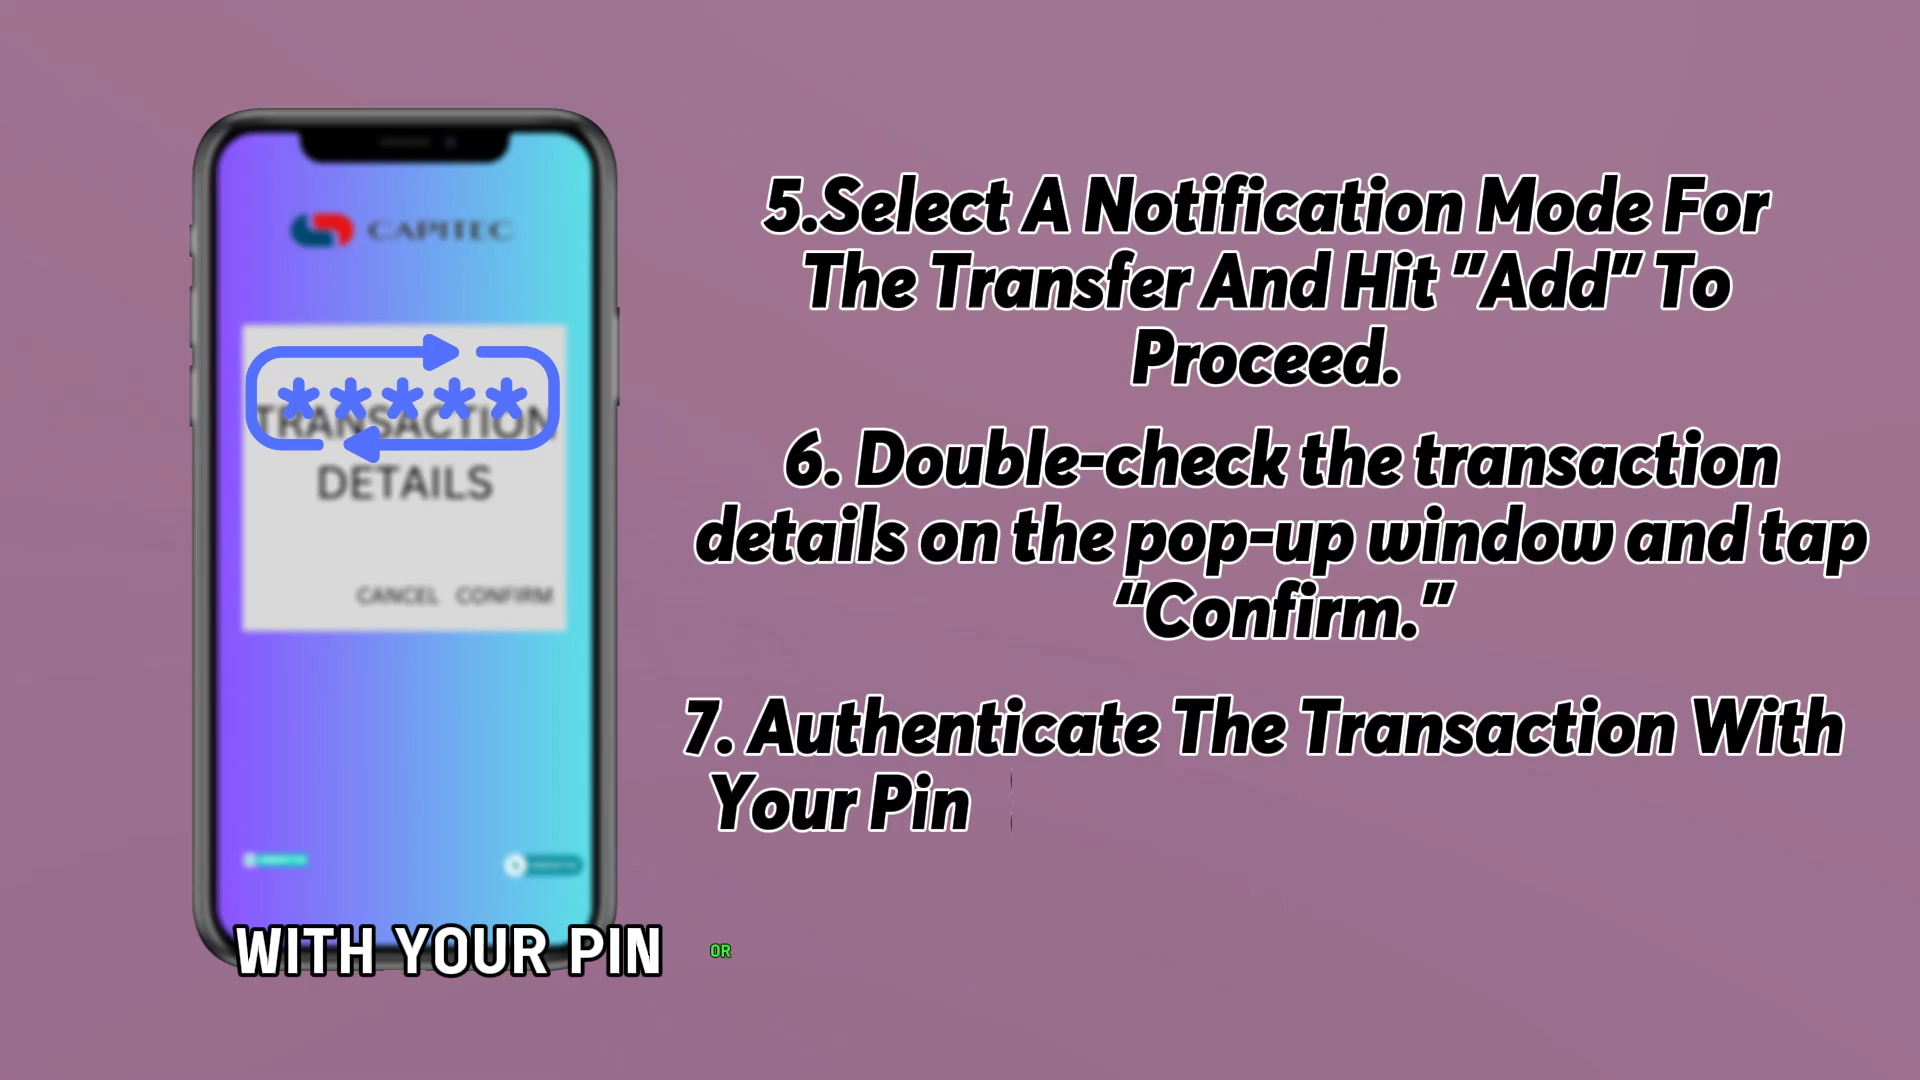 CAPITEC
*****
TRANSACTION
DETAILS
CANCEL CONFIRM
5.Select A Notification Mode For
The Transfer And Hit "Add" To
Proceed.
6. Double-check the transaction
details on the pop-up window and tap
“Confirm.”
7. Authenticate The Transaction With
Your Pin
WITH YOUR PIN OR